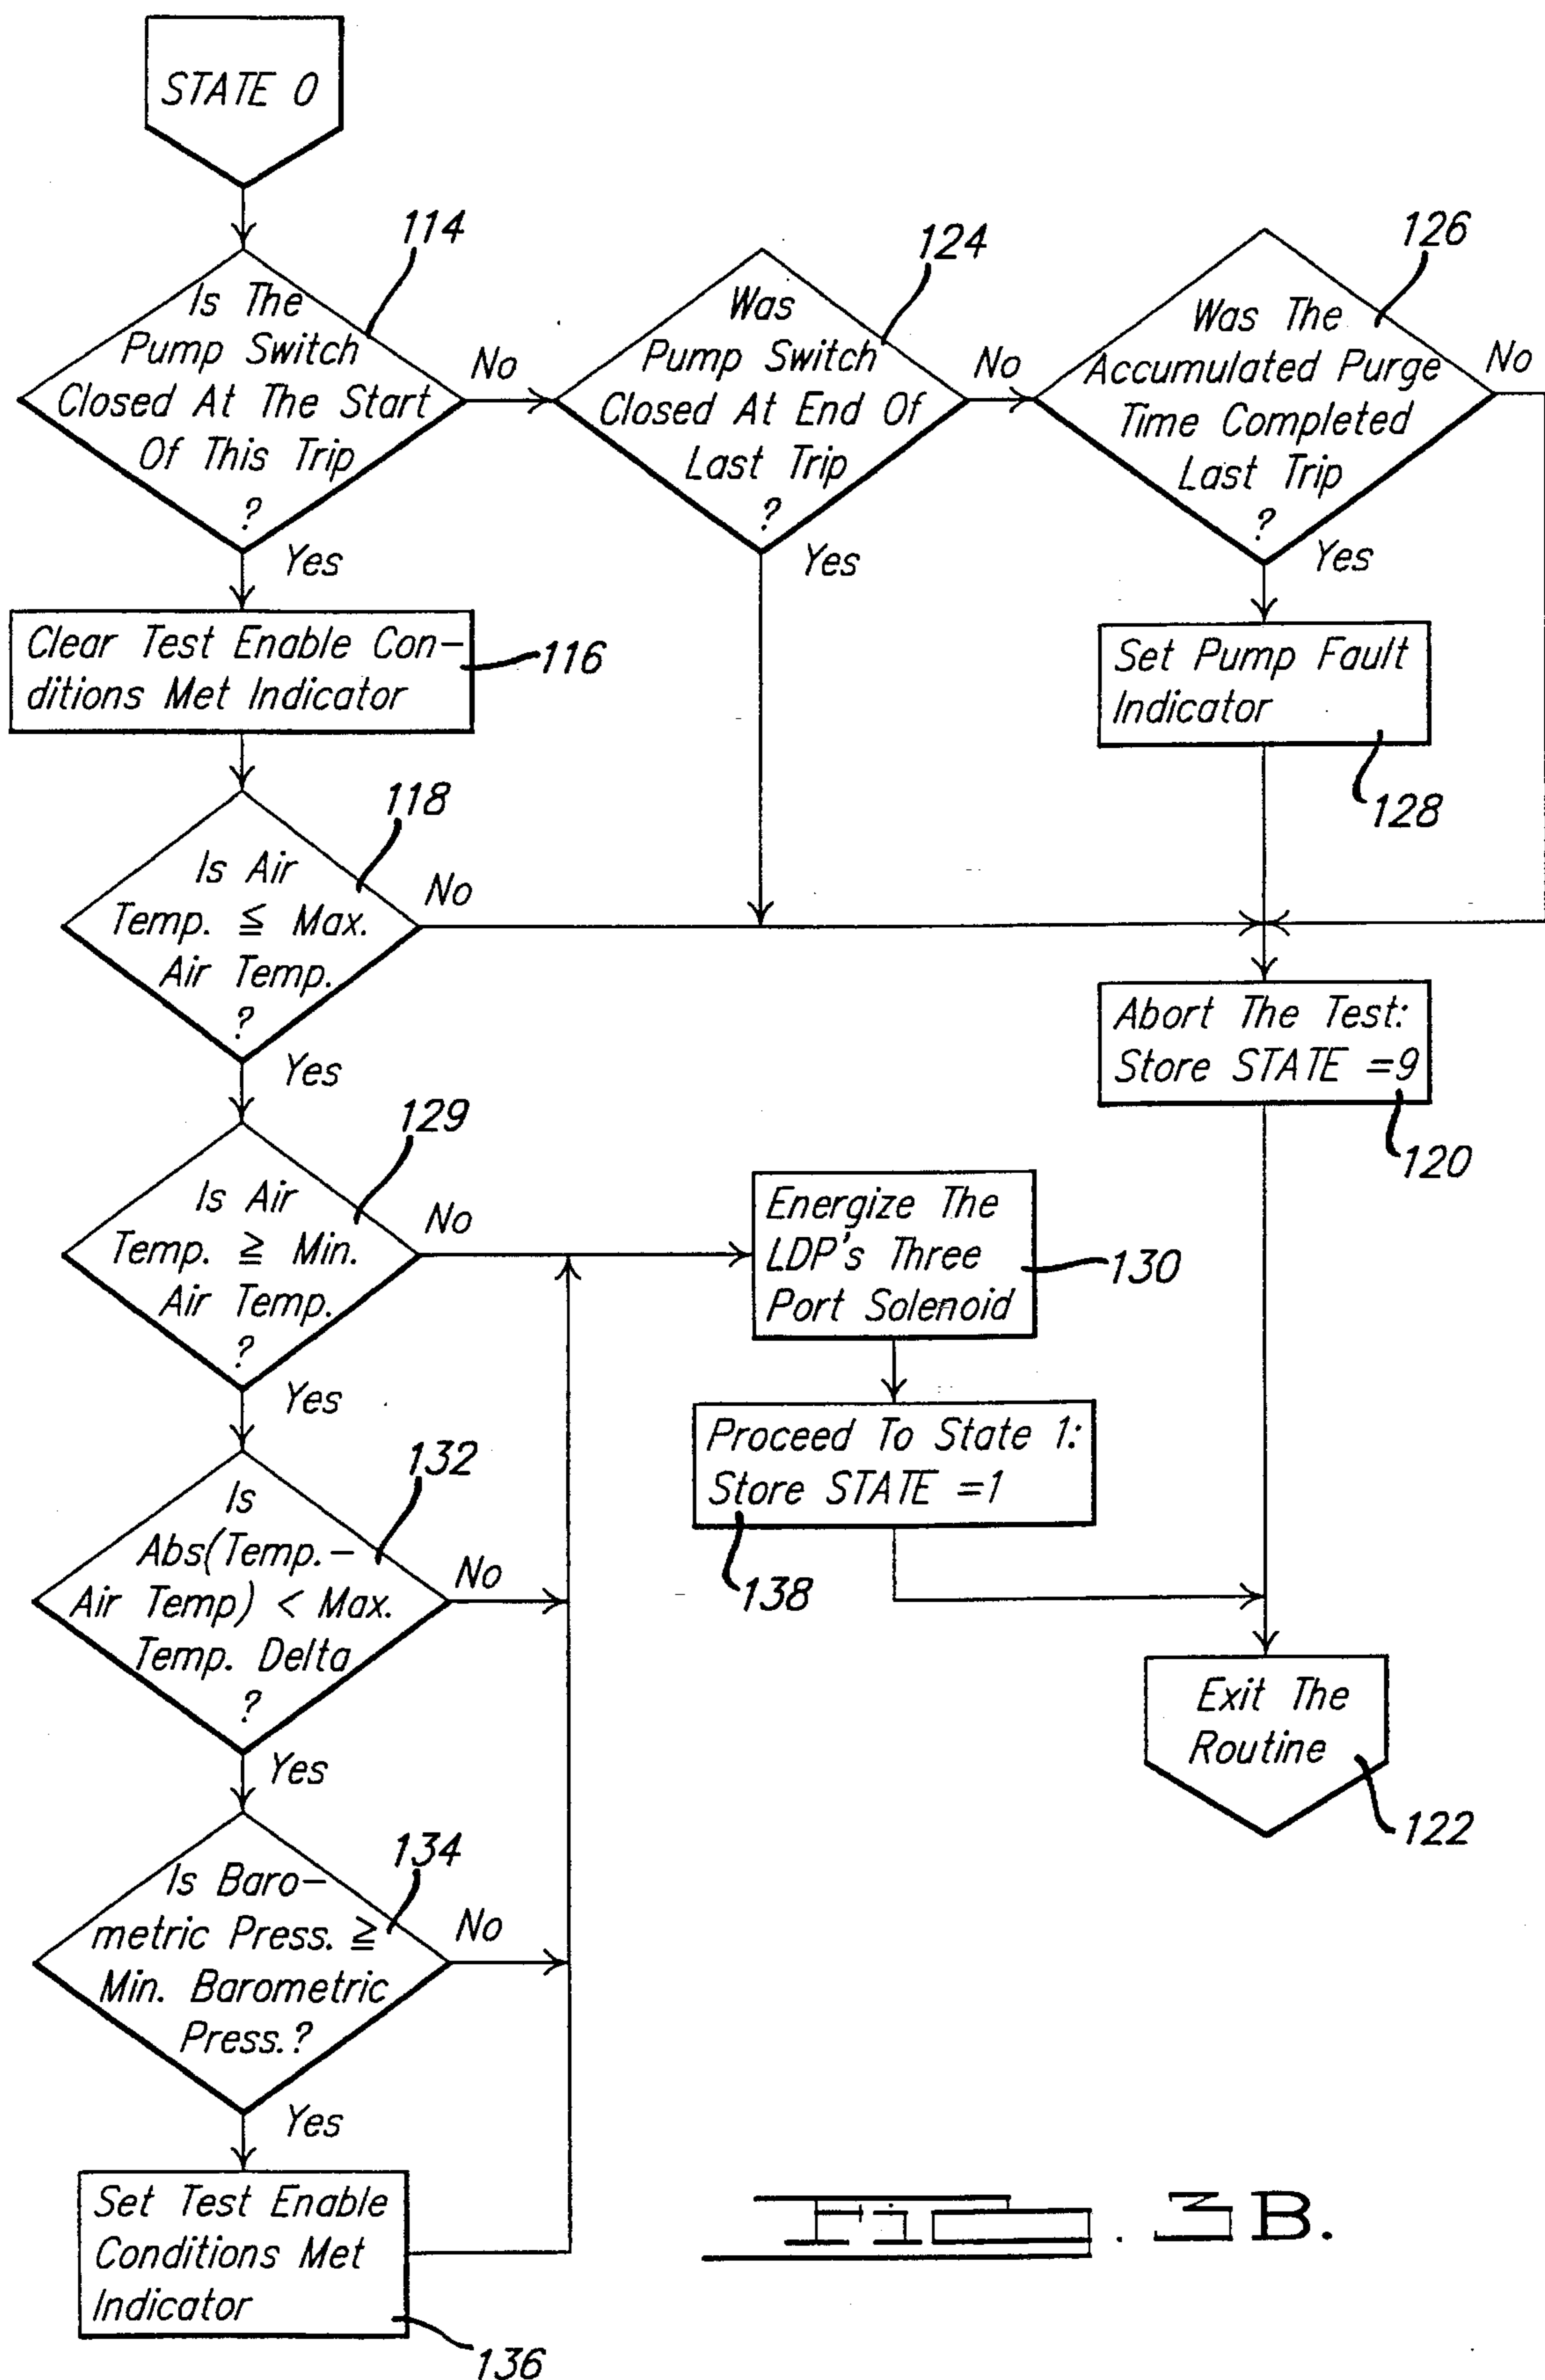 STATE 0
114
Is The
Pump Switch
Closed At The Start
Of This Trip
?
No
Yes
124
Was
Pump Switch
Closed At End Of
Last Trip
?
No
Yes
126
Was The
Accumulated Purge
Time Completed
Last Trip
?
No
Yes
Clear Test Enable Con-
ditions Met Indicator
116
Set Pump Fault
Indicator
128
118
Is Air
Temp. ≦ Max.
Air Temp.
?
No
Yes
Abort The Test:
Store STATE =9
120
129
Is Air
Temp. ≧ Min.
Air Temp.
?
No
Yes
Energize The
LDP's Three
Port Solenoid
130
Proceed To State 1:
Store STATE =1
138
132
Is
Abs(Temp.-
Air Temp) < Max.
Temp. Delta
?
No
Yes
Exit The
Routine
122
134
Is Baro-
metric Press. ≧
Min. Barometric
Press.?
No
Yes
Set Test Enable
Conditions Met
Indicator
136
FIG. 3B.